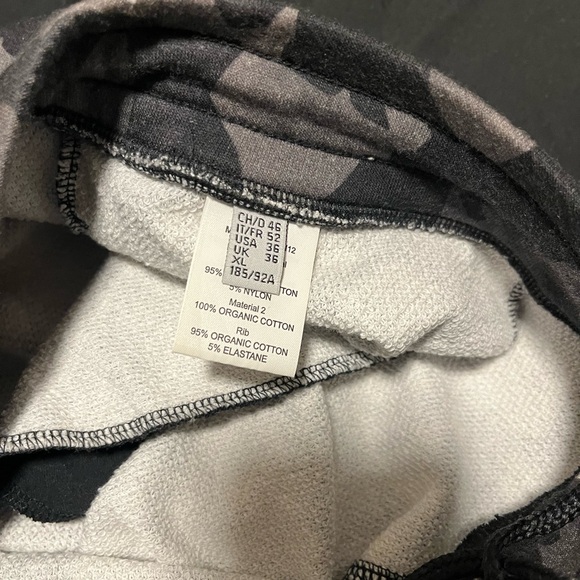 CH/D 46
IT/FR 52
USA 36
UK 36
XL
185/92A
95%
5% NYLON
Material 2
100% ORGANIC COTTON
Rib
95% ORGANIC COTTON
5% ELASTANE